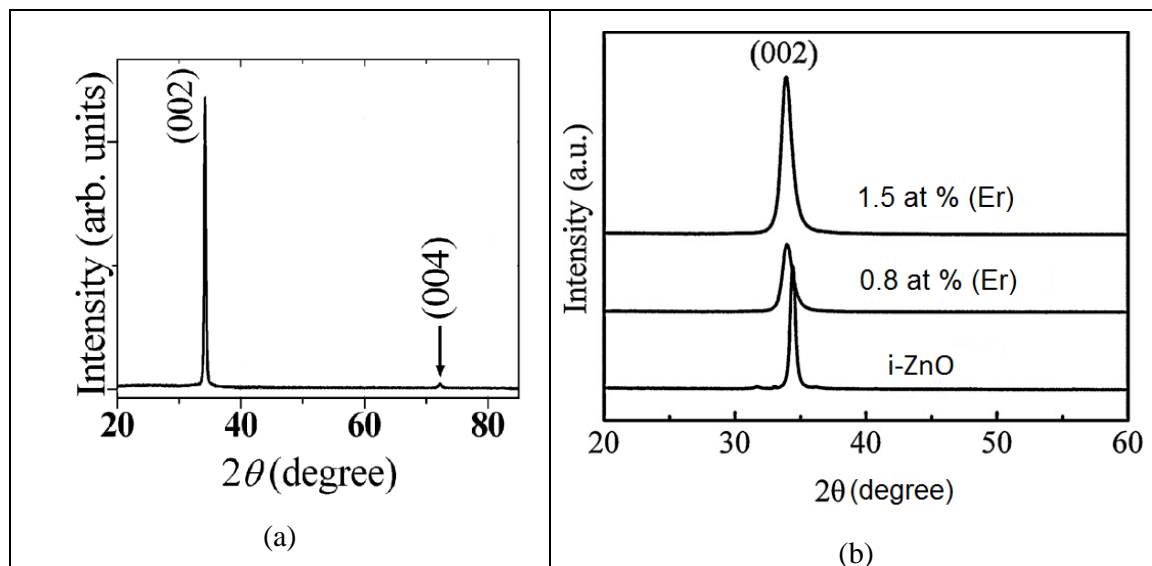 Intensity (arb. units)
(002)
(004)
20 40 60 80
2θ (degree)
(a)
Intensity (a.u.)
(002)
1.5 at % (Er)
0.8 at % (Er)
i-ZnO
20 30 40 50 60
2θ (degree)
(b)